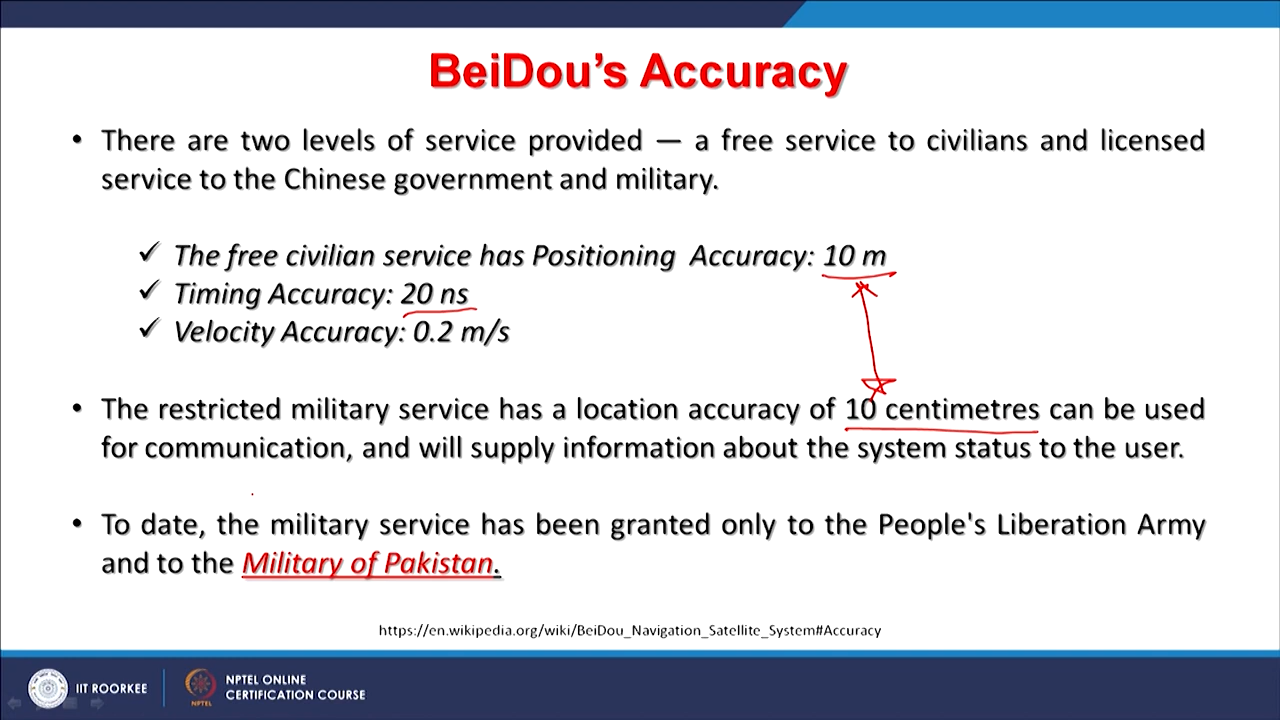 BeiDou’s Accuracy
• There are two levels of service provided — a free service to civilians and licensed
service to the Chinese government and military.
✓ The free civilian service has Positioning Accuracy: 10 m
✓ Timing Accuracy: 20 ns
✓ Velocity Accuracy: 0.2 m/s
• The restricted military service has a location accuracy of 10 centimetres can be used
for communication, and will supply information about the system status to the user.
• To date, the military service has been granted only to the People's Liberation Army
and to the Military of Pakistan.
https://en.wikipedia.org/wiki/BeiDou_Navigation_Satellite_System#Accuracy
IIT ROORKEE
NPTEL
NPTEL ONLINE
CERTIFICATION COURSE